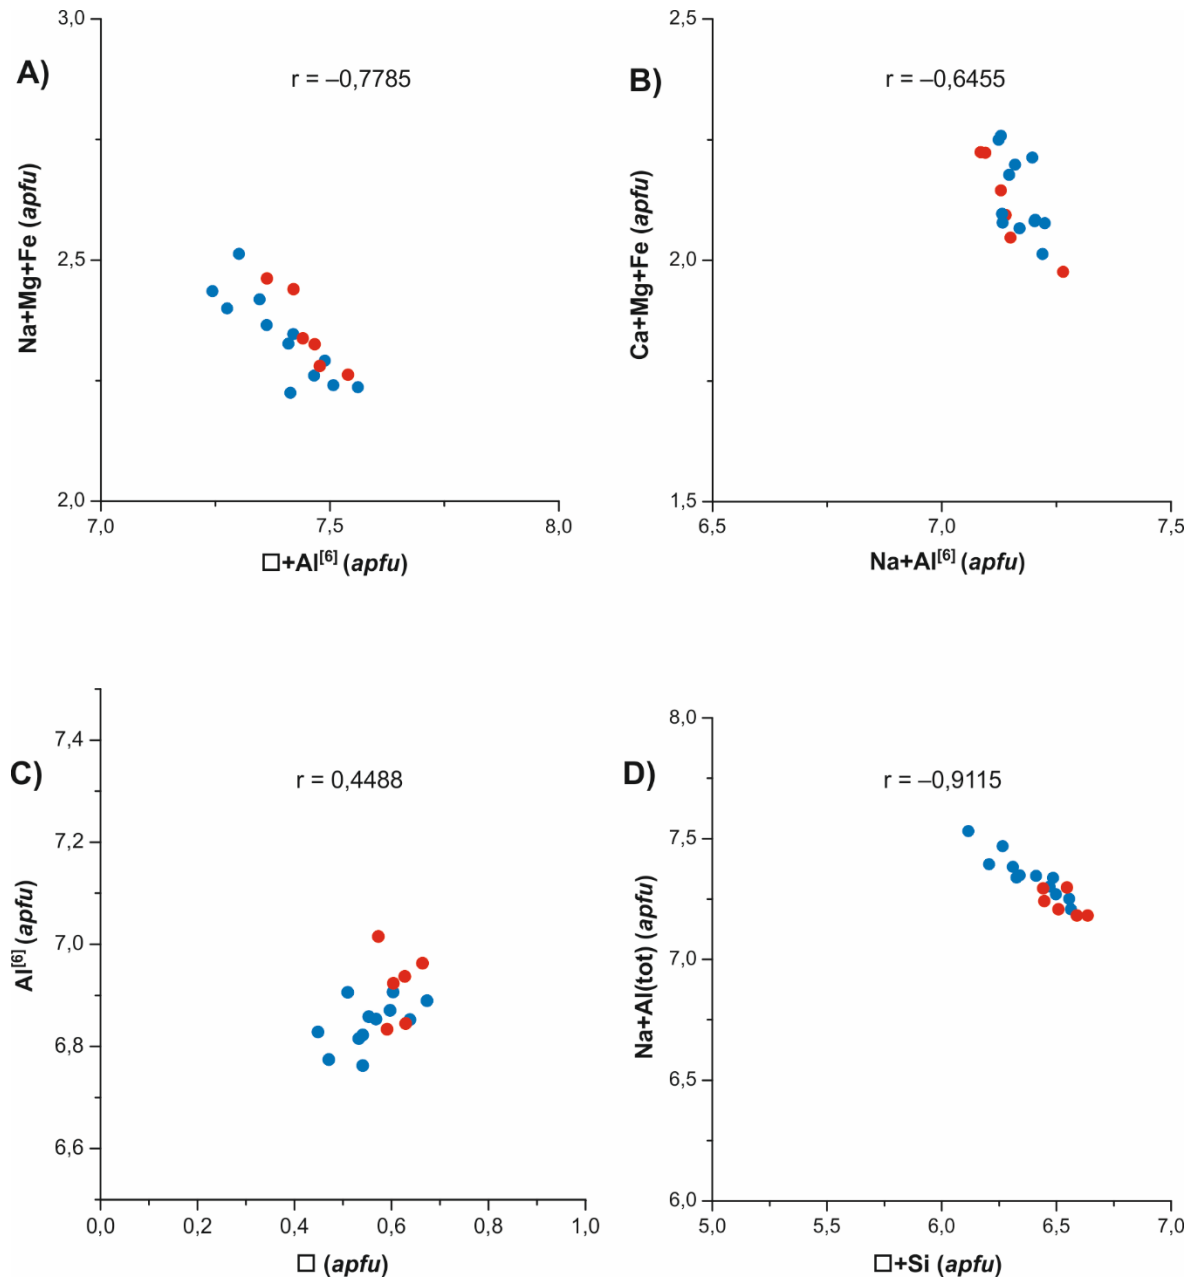 A)
r = –0,7785
3,0
2,5
2,0
7,0 7,5 8,0
Na+Mg+Fe (apfu)
□+Al[6] (apfu)
B)
r = –0,6455
2,5
2,0
1,5
6,5 7,0 7,5
Ca+Mg+Fe (apfu)
Na+Al[6] (apfu)
C)
r = 0,4488
7,4
7,2
7,0
6,8
6,6
0,0 0,2 0,4 0,6 0,8 1,0
Al[6] (apfu)
□ (apfu)
D)
r = –0,9115
8,0
7,5
7,0
6,5
6,0
5,0 5,5 6,0 6,5 7,0
Na+Al(tot) (apfu)
□+Si (apfu)